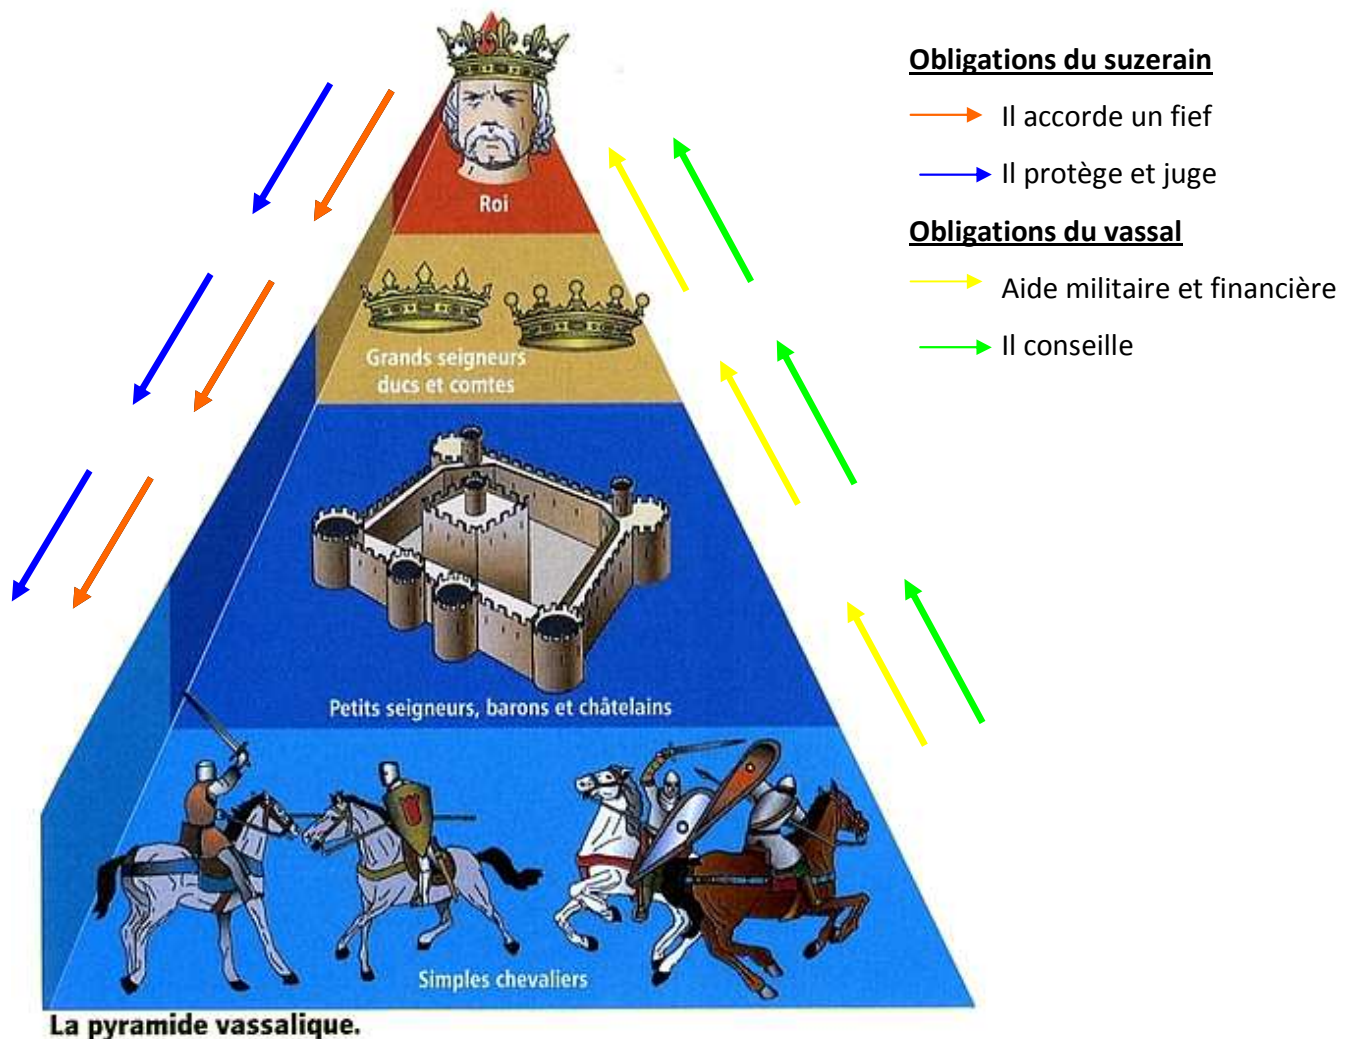 Obligations du suzerain
Il accorde un fief
Il protège et juge
Obligations du vassal
Aide militaire et financière
Il conseille
Roi
Grands seigneurs
ducs et comtes
Petits seigneurs, barons et châtelains
Simples chevaliers
La pyramide vassalique.